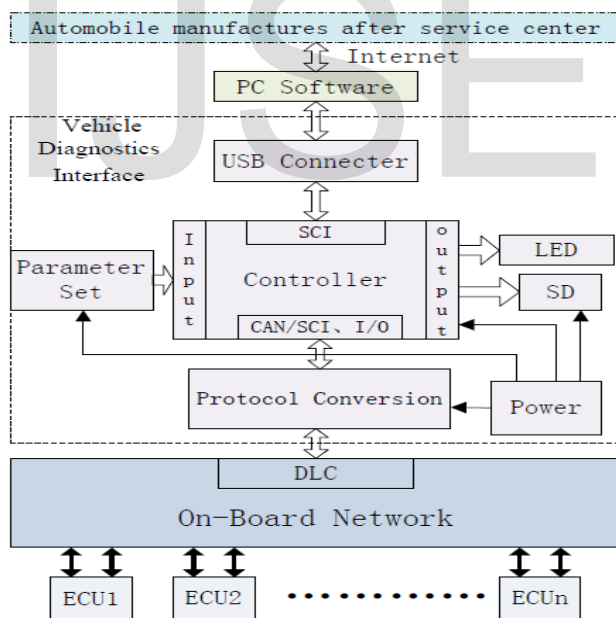 IJSE
Automobile manufactures after service center
Internet
PC Software
Vehicle
Diagnostics
Interface
USB Connecter
Input
SCI
output
Parameter
Set
Controller
LED
SD
CAN/SCI、I/O
Protocol Conversion
Power
DLC
On-Board Network
ECU1
ECU2
ECUn